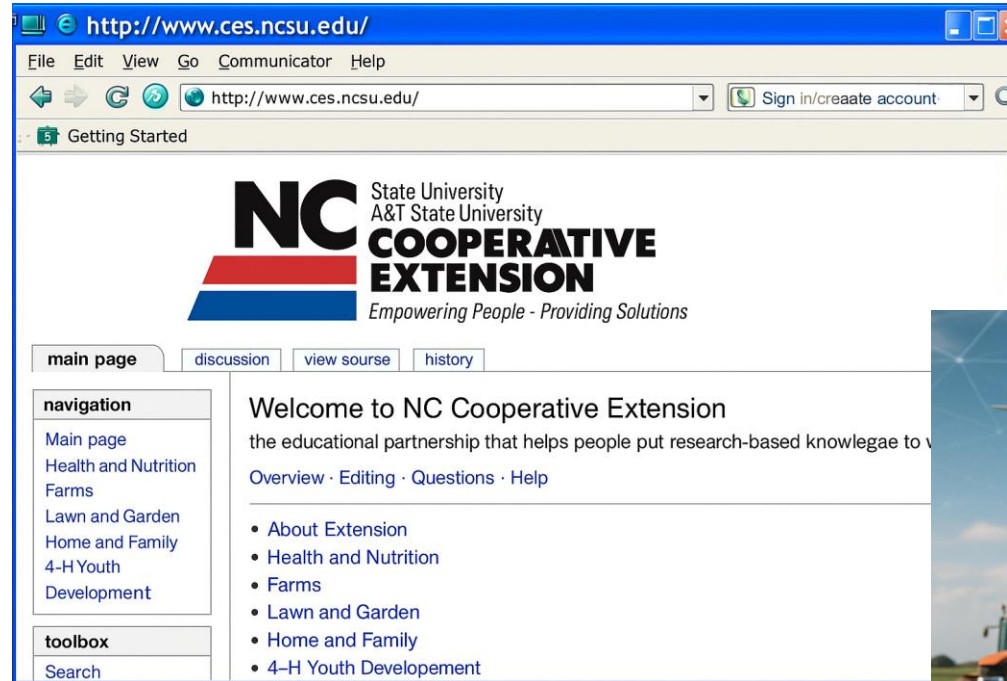 http://www.ces.ncsu.edu/
File Edit View Go Communicator Help
http://www.ces.ncsu.edu/ Sign in/creaate account
5 Getting Started
NC State University
A&T State University
COOPERATIVE
EXTENSION
Empowering People - Providing Solutions
main page discussion view sourse history
navigation
Main page
Health and Nutrition
Farms
Lawn and Garden
Home and Family
4-H Youth
Development
toolbox
Search
Welcome to NC Cooperative Extension
the educational partnership that helps people put research-based knowlegae to
Overview · Editing · Questions · Help
• About Extension
• Health and Nutrition
• Farms
• Lawn and Garden
• Home and Family
• 4–H Youth Developement